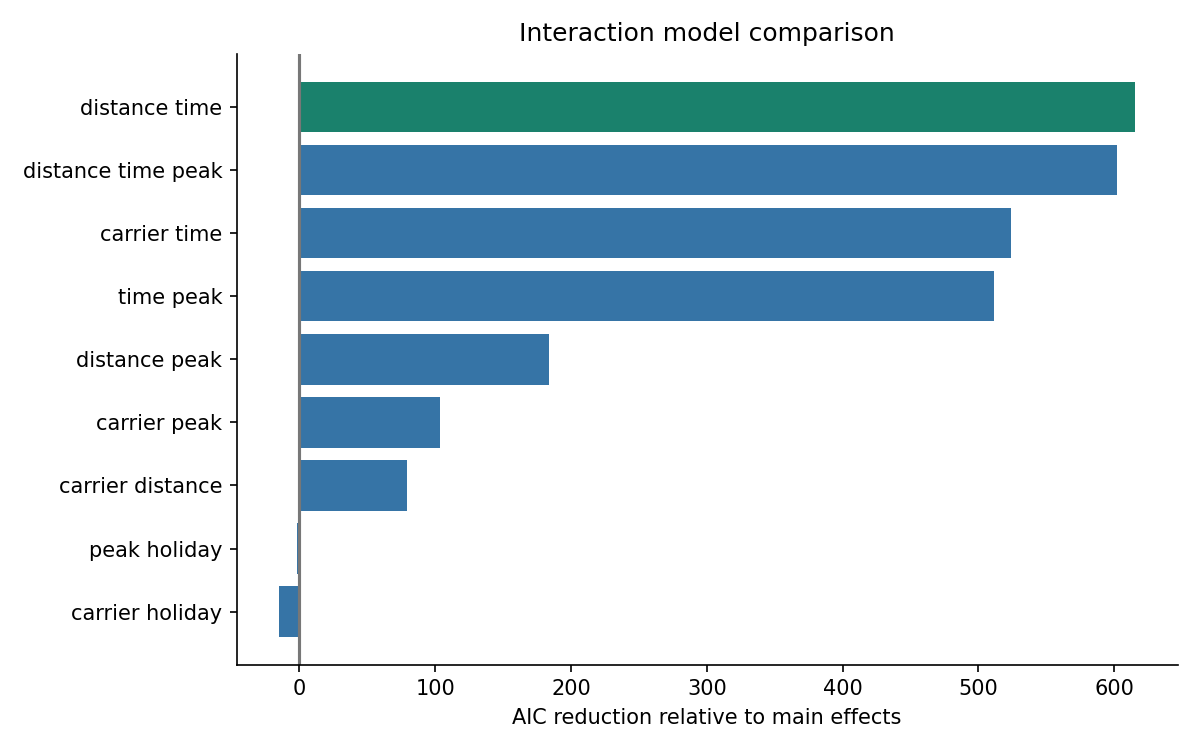 Interaction model comparison
distance time
distance time peak
carrier time
time peak
distance peak
carrier peak
carrier distance
peak holiday
carrier holiday
0 100 200 300 400 500 600
AIC reduction relative to main effects